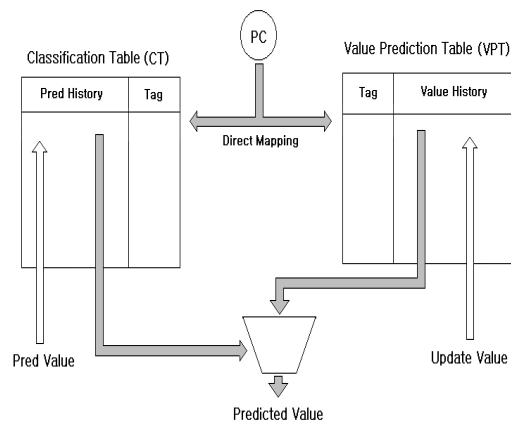 PC
Classification Table (CT)
Value Prediction Table (VPT)
Pred History
Tag
Tag
Value History
Direct Mapping
Pred Value
Update Value
Predicted Value